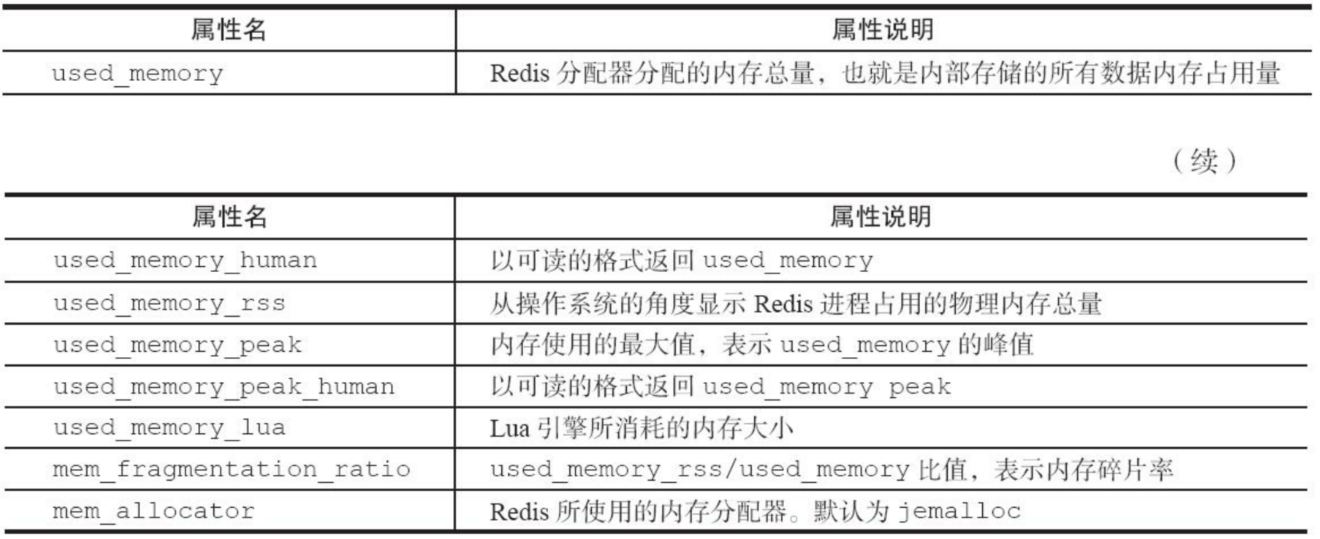 属性名 属性说明
used_memory Redis 分配器分配的内存总量，也就是内部存储的所有数据内存占用量
（续）
属性名 属性说明
used_memory_human 以可读的格式返回 used_memory
used_memory_rss 从操作系统的角度显示 Redis 进程占用的物理内存总量
used_memory_peak 内存使用的最大值，表示 used_memory 的峰值
used_memory_peak_human 以可读的格式返回 used_memory peak
used_memory_lua Lua 引擎所消耗的内存大小
mem_fragmentation_ratio used_memory_rss/used_memory 比值，表示内存碎片率
mem_allocator Redis 所使用的内存分配器。默认为 jemalloc